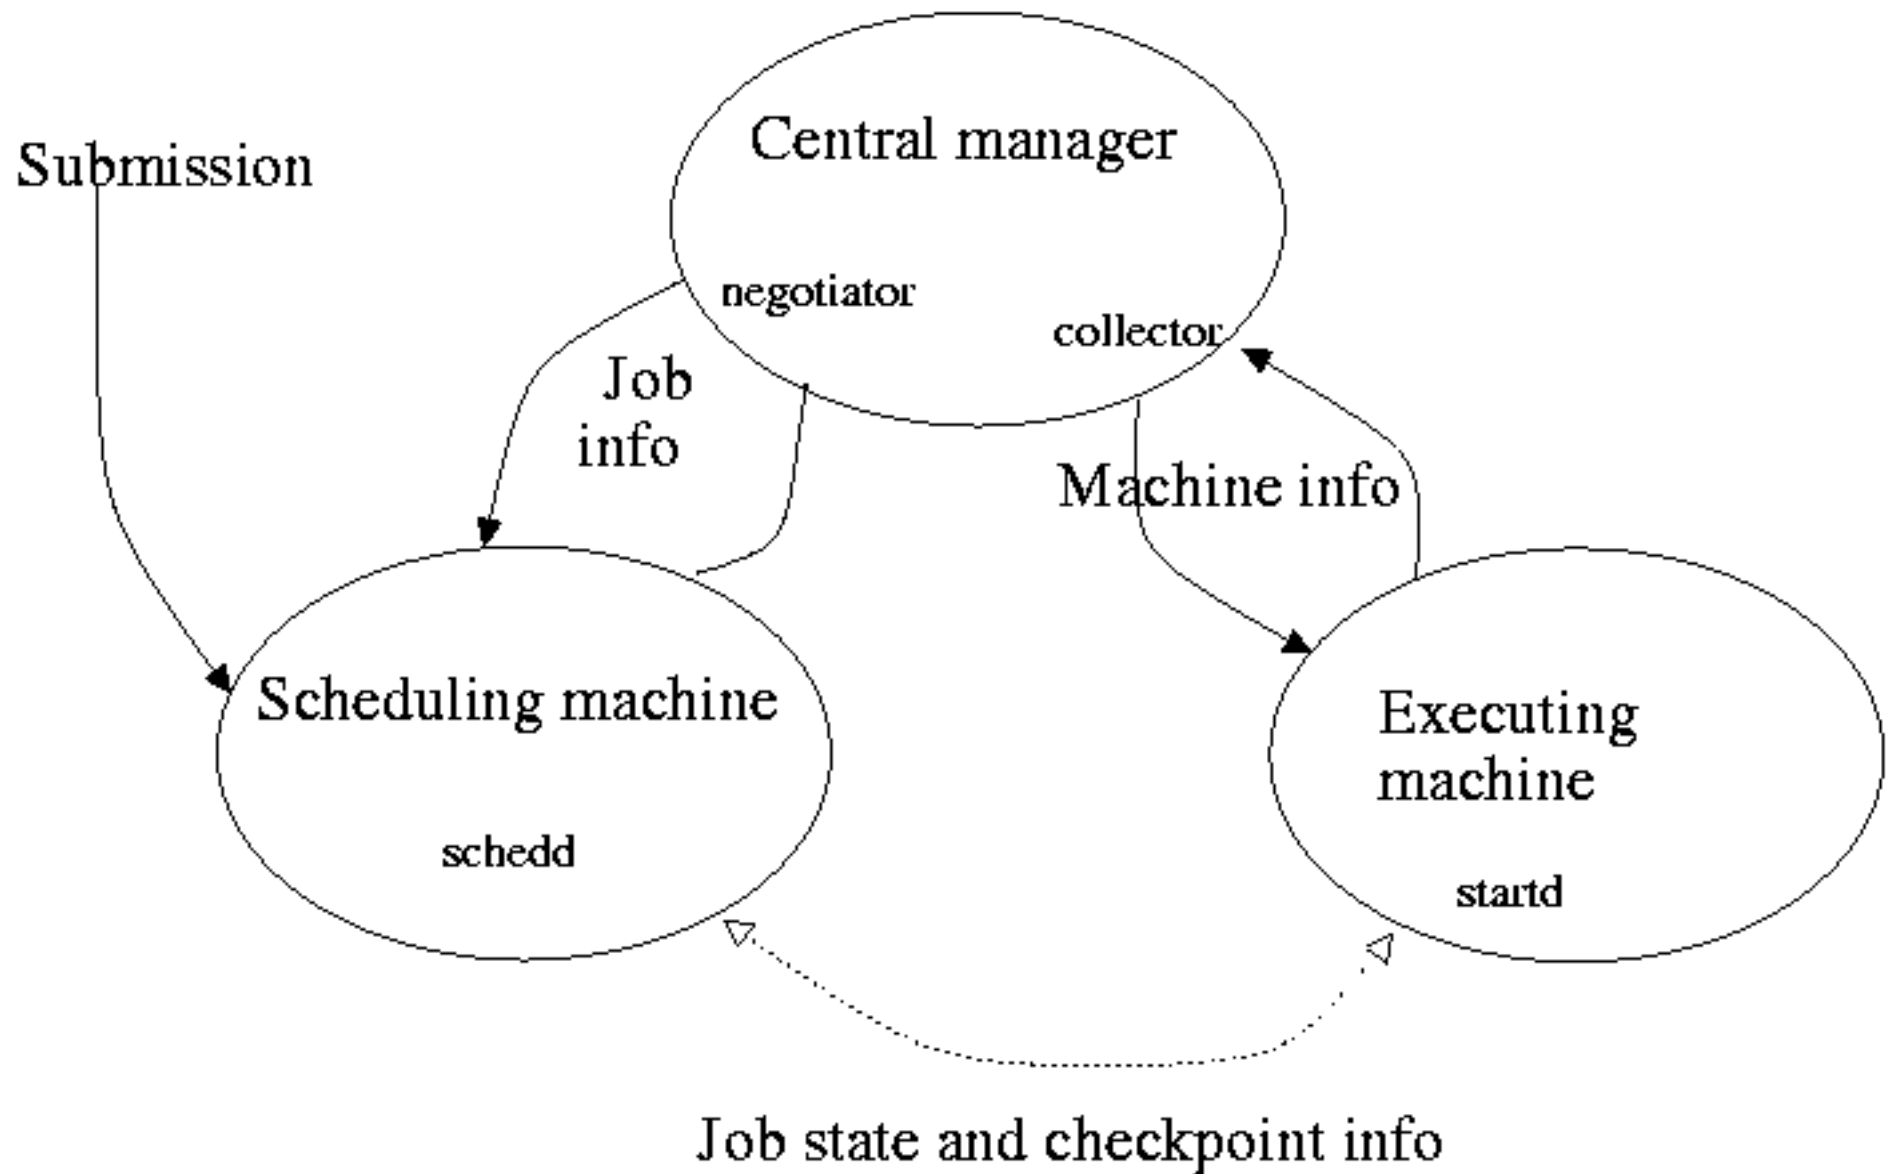 Central manager
Submission
negotiator
collector
Job
info
Machine info
Scheduling machine
Executing
machine
schedd
startd
Job state and checkpoint info